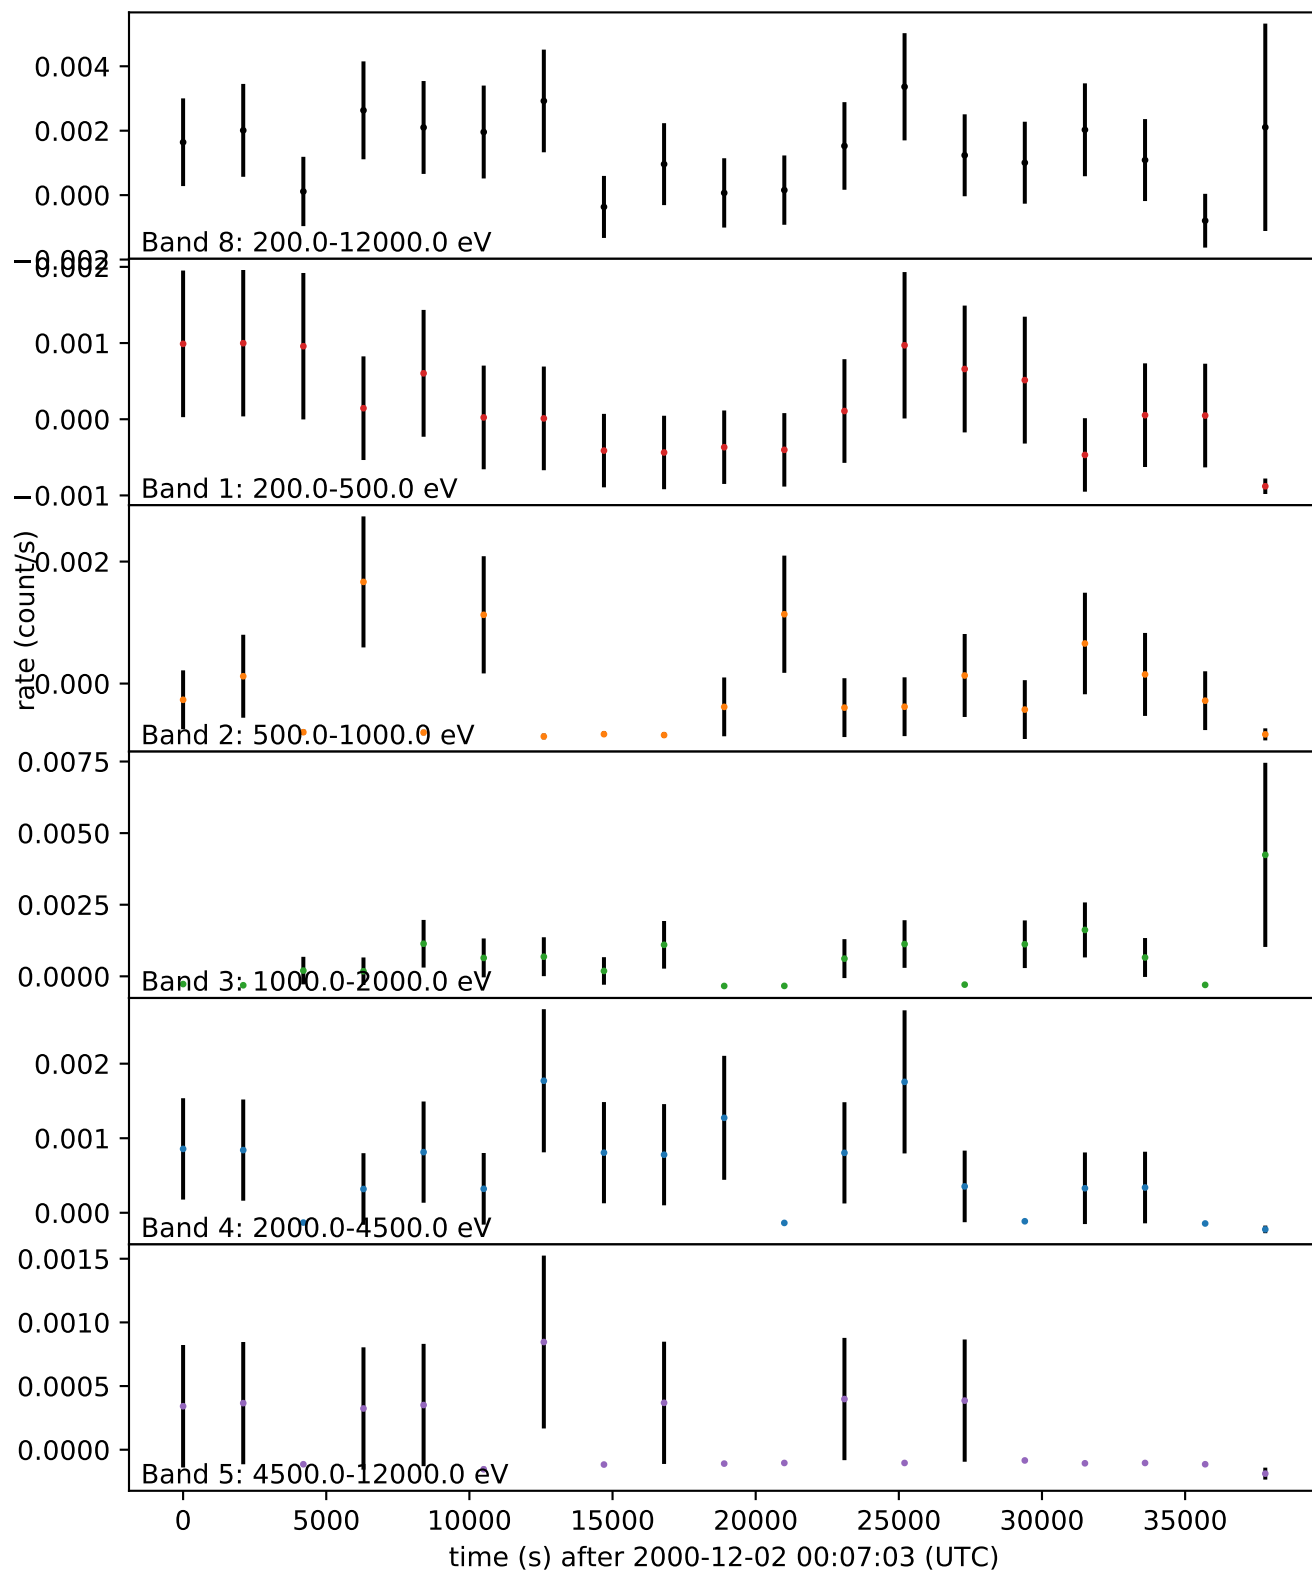 0.004
0.002
0.000
−0.002
Band 8: 200.0-12000.0 eV
0.002
0.001
0.000
−0.001
Band 1: 200.0-500.0 eV
rate (count/s)
0.002
0.000
Band 2: 500.0-1000.0 eV
0.0075
0.0050
0.0025
0.0000
Band 3: 1000.0-2000.0 eV
0.002
0.001
0.000
Band 4: 2000.0-4500.0 eV
0.0015
0.0010
0.0005
0.0000
Band 5: 4500.0-12000.0 eV
0 5000 10000 15000 20000 25000 30000 35000
time (s) after 2000-12-02 00:07:03 (UTC)